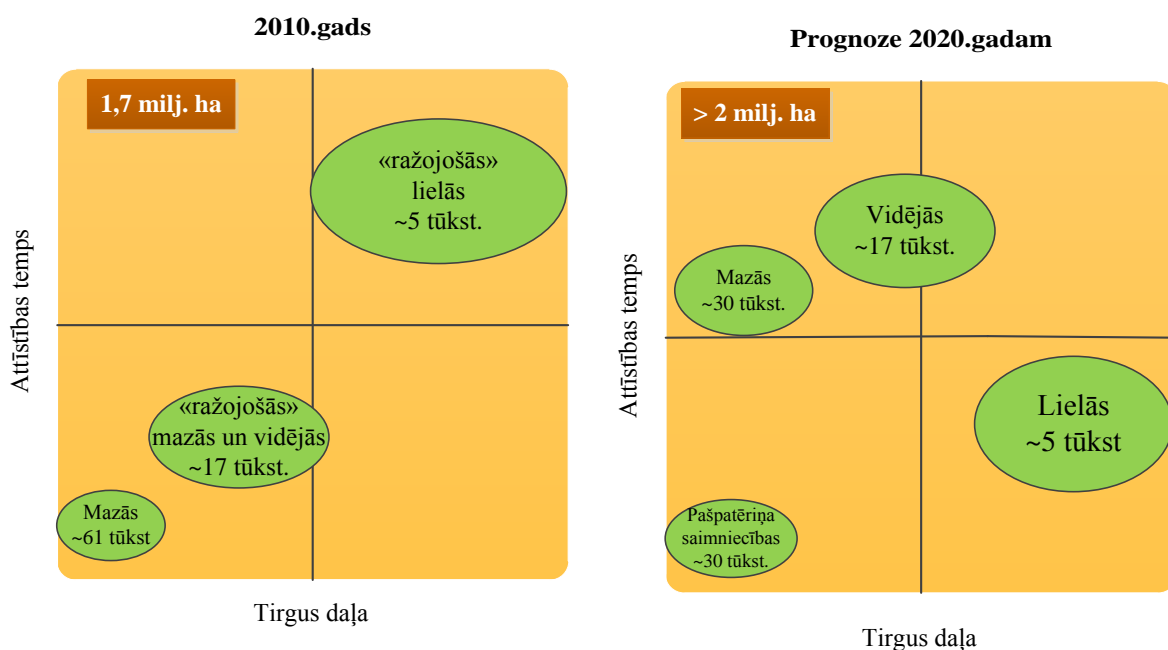 2010.gads
1,7 milj. ha
«ražojošās»
lielās
~5 tūkst.
«ražojošās»
mazās un vidējās
~17 tūkst.
Mazās
~61 tūkst
Attīstības temps
Tirgus daļa
Prognoze 2020.gadam
> 2 milj. ha
Vidējās
~17 tūkst.
Mazās
~30 tūkst.
Lielās
~5 tūkst
Pašpatēriņa
saimniecības
~30 tūkst.
Attīstības temps
Tirgus daļa